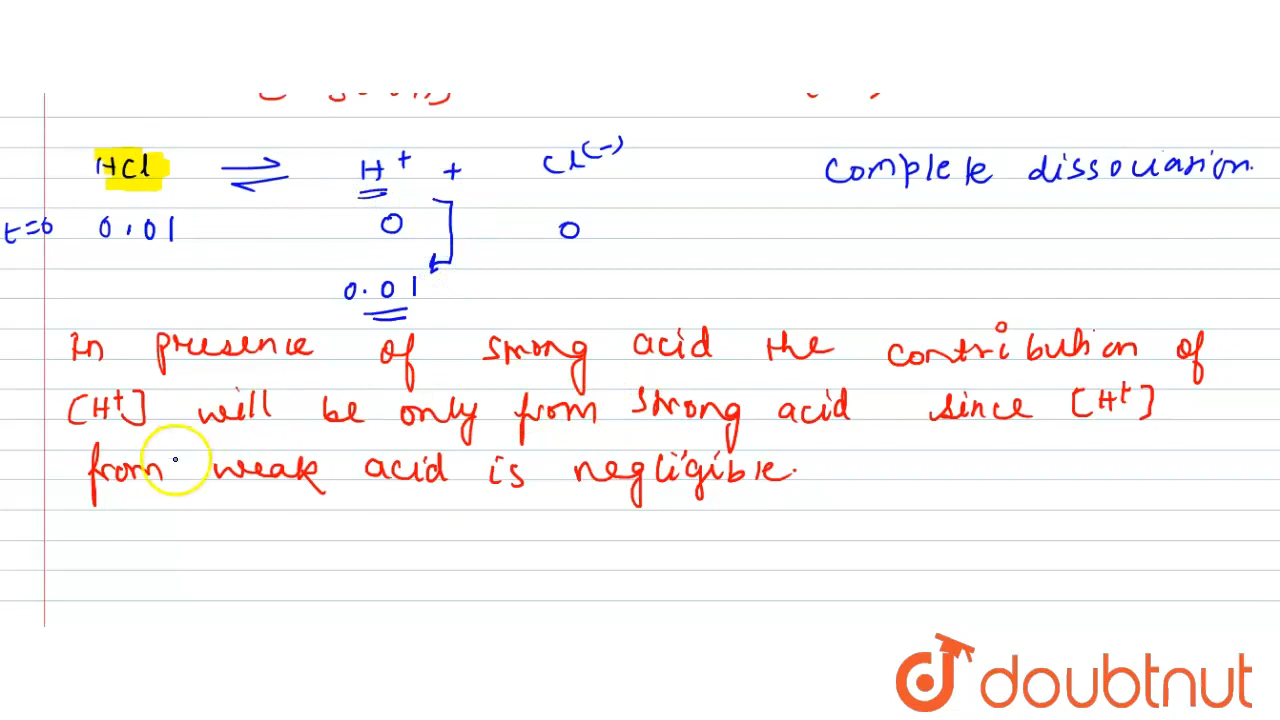 HCl ⇌ H⁺ + Cl⁽⁻⁾ complete dissociation.
t=0 0.01 0 0
0.01
In presence of strong acid the contribution of
[H⁺] will be only from strong acid since [H⁺]
from weak acid is negligible.
doubtnut